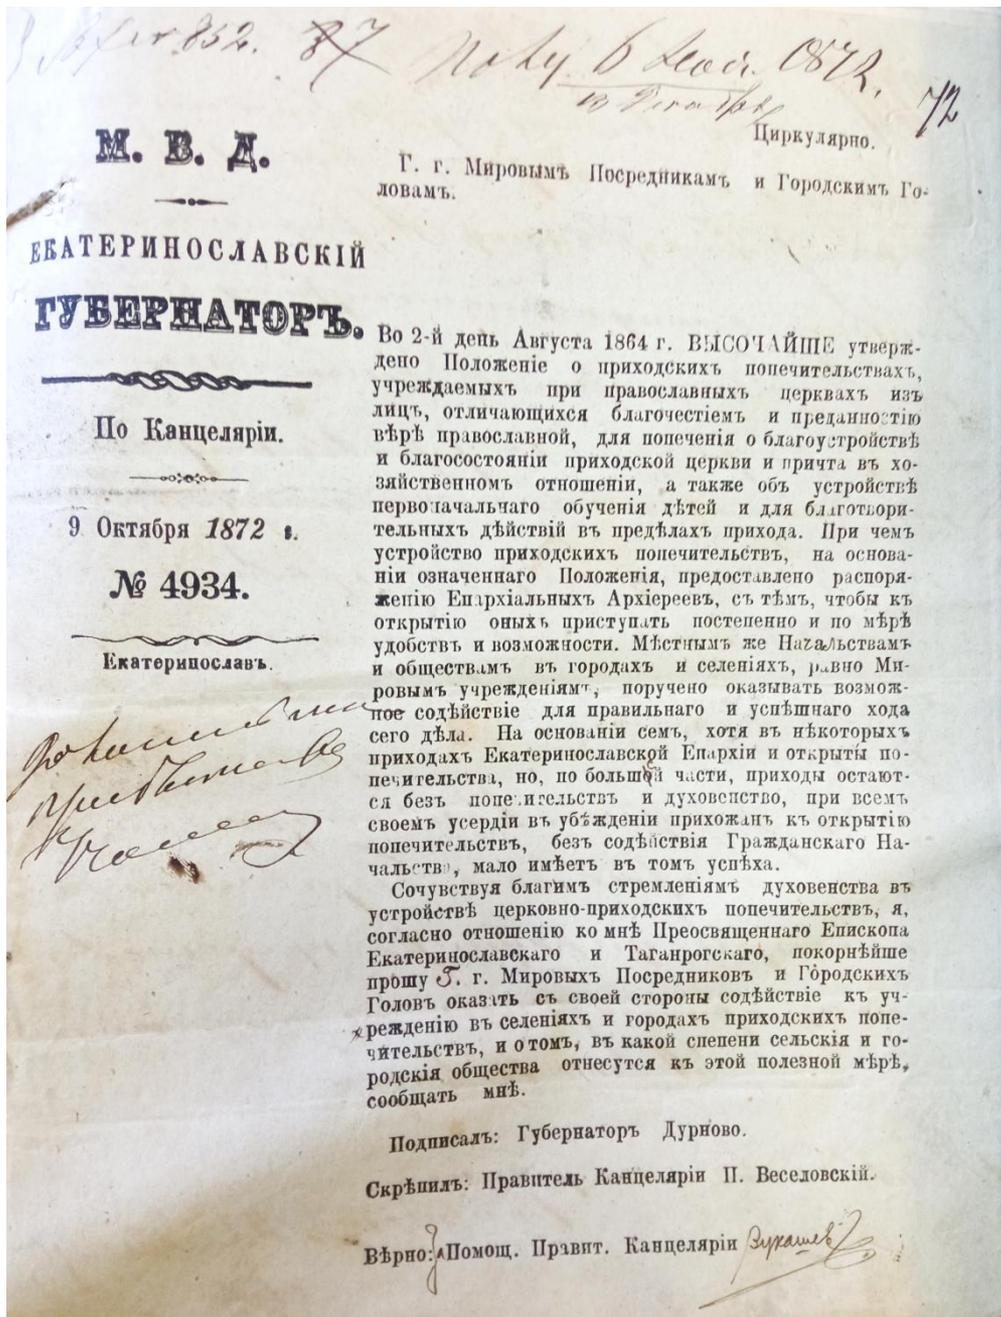 852. 87
6 1872.
72
Циркулярно.
М. В. Д.
Г. г. Мировымъ Посредникамъ и Городскимъ Го-
ловамъ.
ЕКАТЕРИНОСЛАВСКІЙ
ГУБЕРНАТОРЪ.
По Канцеляріи.
9 Октября 1872 г.
№ 4934.
Екатеринославъ.
Во 2-й день Августа 1864 г. ВЫСОЧАЙШЕ утверж-
дено Положеніе о приходскихъ попечительствахъ,
учреждаемыхъ при православныхъ церквахъ изъ
лицъ, отличающихся благочестіемъ и преданностію
вѣрѣ православной, для попеченія о благоустройствѣ
и благосостояніи приходской церкви и причта въ хо-
зяйственномъ отношеніи, а также объ устройствѣ
первоначальнаго обученія дѣтей и для благотвори-
тельныхъ дѣйствій въ предѣлахъ прихода. При чемъ
устройство приходскихъ попечительствъ, на основа-
ніи означеннаго Положенія, предоставлено распоря-
женію Епархіальныхъ Архіереевъ, съ тѣмъ, чтобы къ
открытію оныхъ приступать постепенно и по мѣрѣ
удобствъ и возможности. Мѣстнымъ же Начальствамъ
и обществамъ въ городахъ и селеніяхъ, равно Ми-
ровымъ учрежденіямъ, поручено оказывать возмож-
ное содѣйствіе для правильнаго и успѣшнаго хода
сего дѣла. На основаніи семъ, хотя въ нѣкоторыхъ
приходахъ Екатеринославской Епархіи и открыты по-
печительства, но, по большой части, приходы остают-
ся безъ попечительствъ и духовенство, при всемъ
своемъ усердіи въ убѣжденіи прихожанъ къ открытію
попечительствъ, безъ содѣйствія Гражданскаго На-
чальства, мало имѣетъ въ томъ успѣха.
Сочувствуя благимъ стремленіямъ духовенства въ
устройствѣ церковно-приходскихъ попечительствъ, я,
согласно отношенію ко мнѣ Преосвященнаго Епископа
Екатеринославскаго и Таганрогскаго, покорнѣйше
прошу Г. г. Мировыхъ Посредниковъ и Городскихъ
Головъ оказать съ своей стороны содѣйствіе къ уч-
режденію въ селеніяхъ и городахъ приходскихъ попе-
чительствъ, и о томъ, въ какой спепени сельскія и го-
родскія общества отнесутся къ этой полезной мѣрѣ,
сообщать мнѣ.
Подписалъ: Губернаторъ Дурново.
Скрѣпилъ: Правитель Канцеляріи П. Веселовскій.
Вѣрно: Помощ. Правит. Канцеляріи